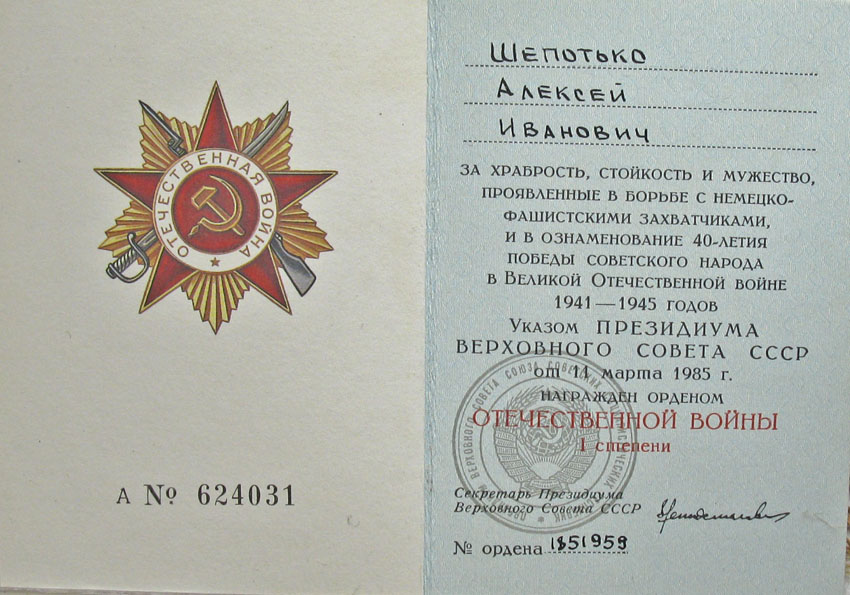 ОТЕЧЕСТВЕННАЯ ВОЙНА
А № 624031
Шепотько
Алексей
Иванович
ЗА ХРАБРОСТЬ, СТОЙКОСТЬ И МУЖЕСТВО,
ПРОЯВЛЕННЫЕ В БОРЬБЕ С НЕМЕЦКО-
ФАШИСТСКИМИ ЗАХВАТЧИКАМИ,
И В ОЗНАМЕНОВАНИЕ 40-ЛЕТИЯ
ПОБЕДЫ СОВЕТСКОГО НАРОДА
В ВЕЛИКОЙ ОТЕЧЕСТВЕННОЙ ВОЙНЕ
1941—1945 ГОДОВ
УКАЗОМ ПРЕЗИДИУМА
ВЕРХОВНОГО СОВЕТА СССР
от 11 марта 1985 г.
НАГРАЖДЕН ОРДЕНОМ
ОТЕЧЕСТВЕННОЙ ВОЙНЫ
I степени
Секретарь Президиума
Верховного Совета СССР
№ ордена 1851959